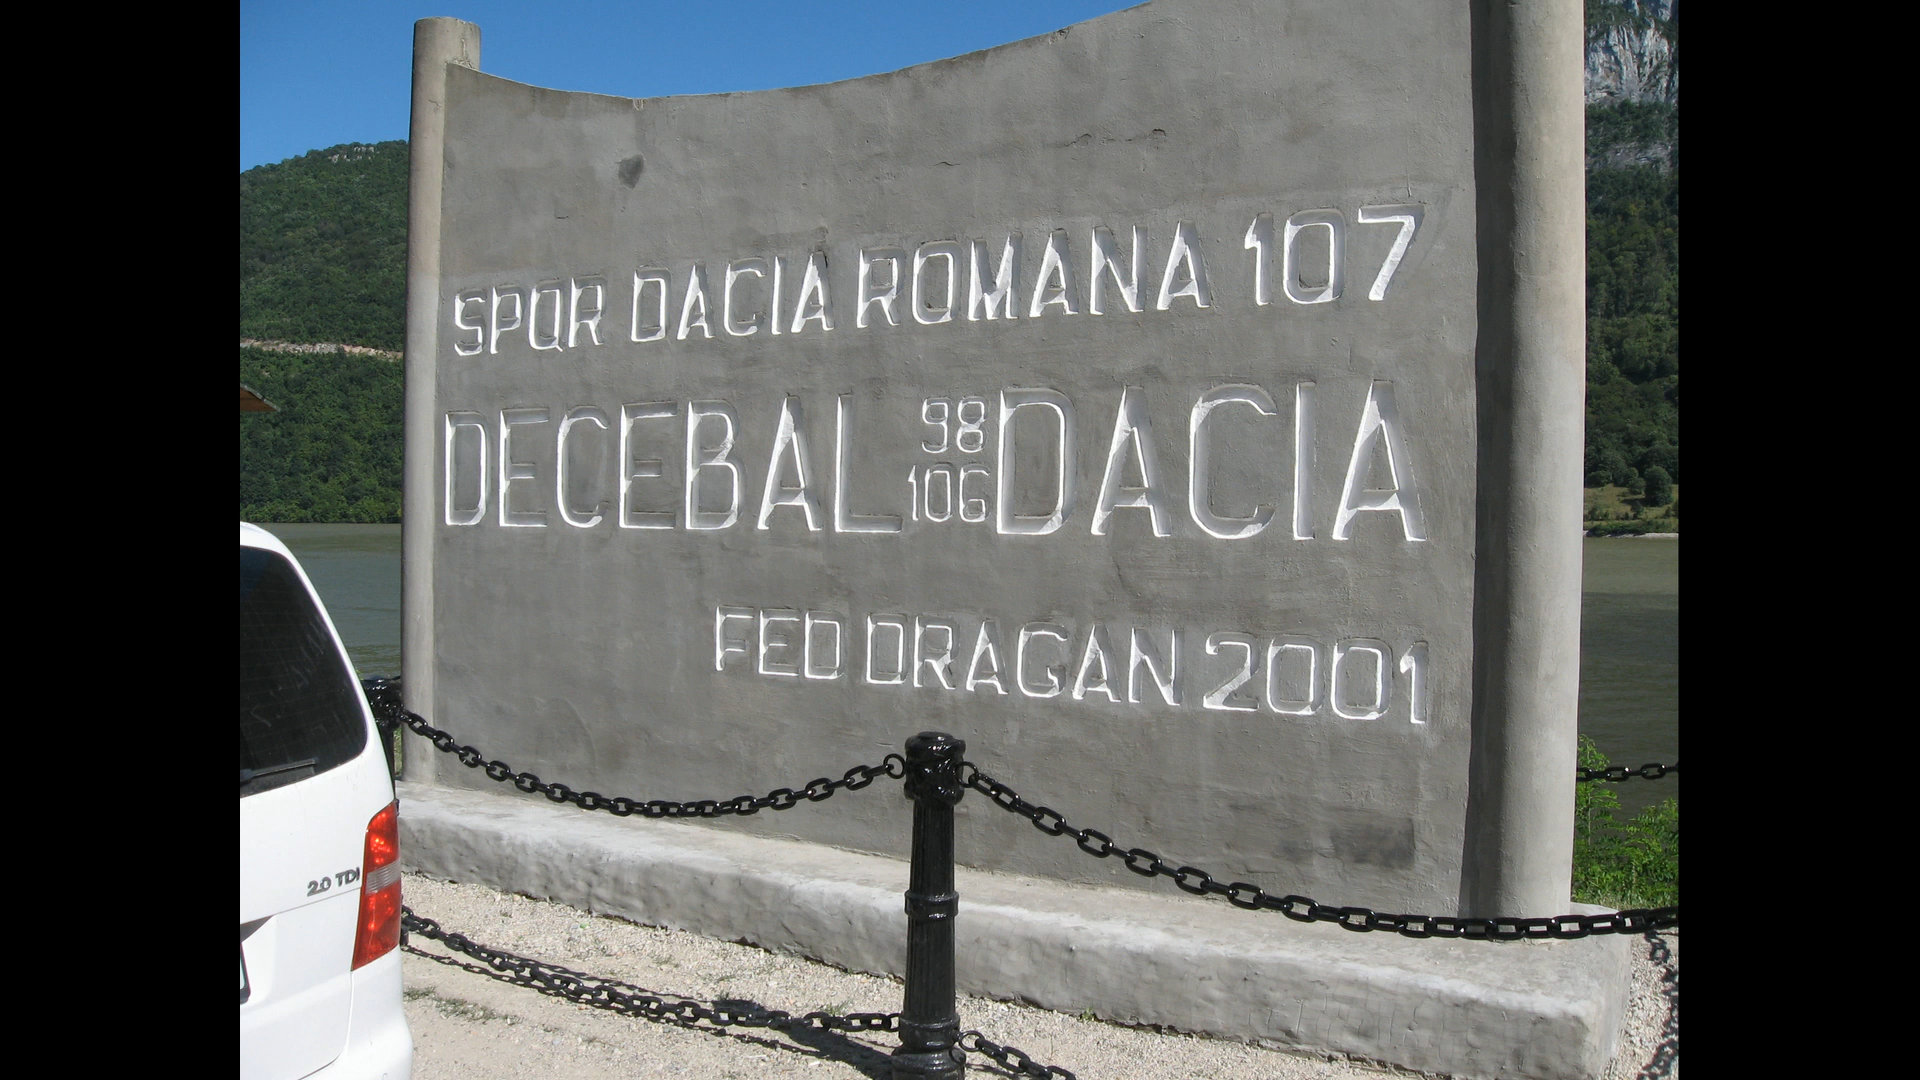 SPQR DACIA ROMANA 107
DECEBAL 98 106 DACIA
FED DRAGAN 2001
2.0 TDI